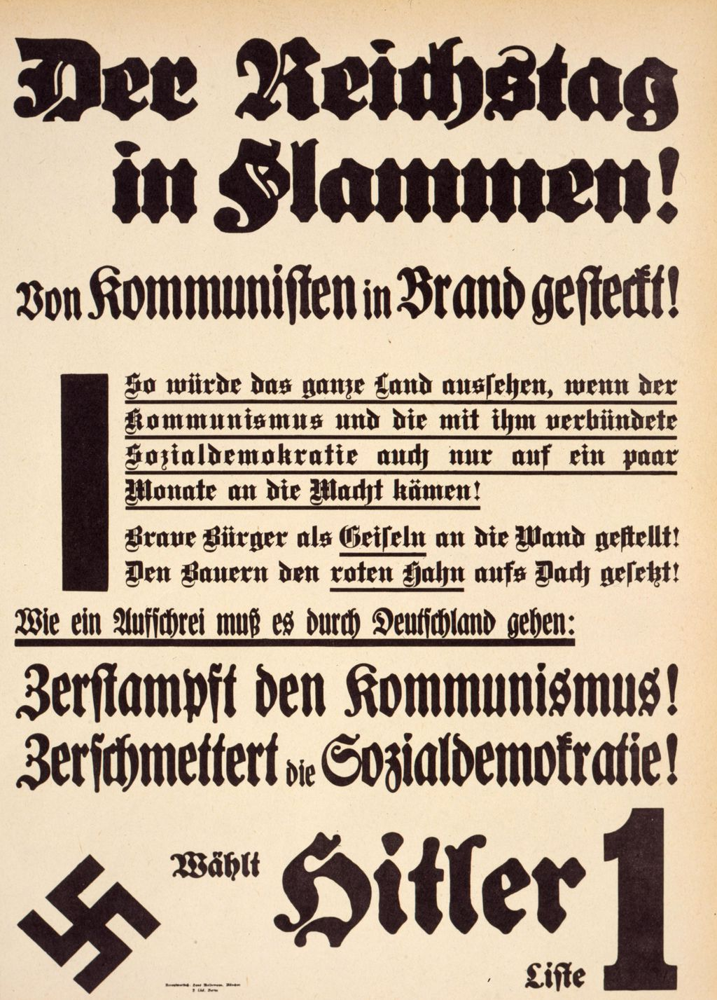 Der Reichstag
in Flammen!
Von Kommunisten in Brand gesteckt!
So würde das ganze Land aussehen, wenn der
Kommunismus und die mit ihm verbündete
Sozialdemokratie auch nur auf ein paar
Monate an die Macht kämen!
Brave Bürger als Geiseln an die Wand gestellt!
Den Bauern den roten Hahn aufs Dach gesetzt!
Wie ein Aufschrei muß es durch Deutschland gehen:
Zerstampft den Kommunismus!
Zerschmettert die Sozialdemokratie!
Wählt Hitler 1
Liste